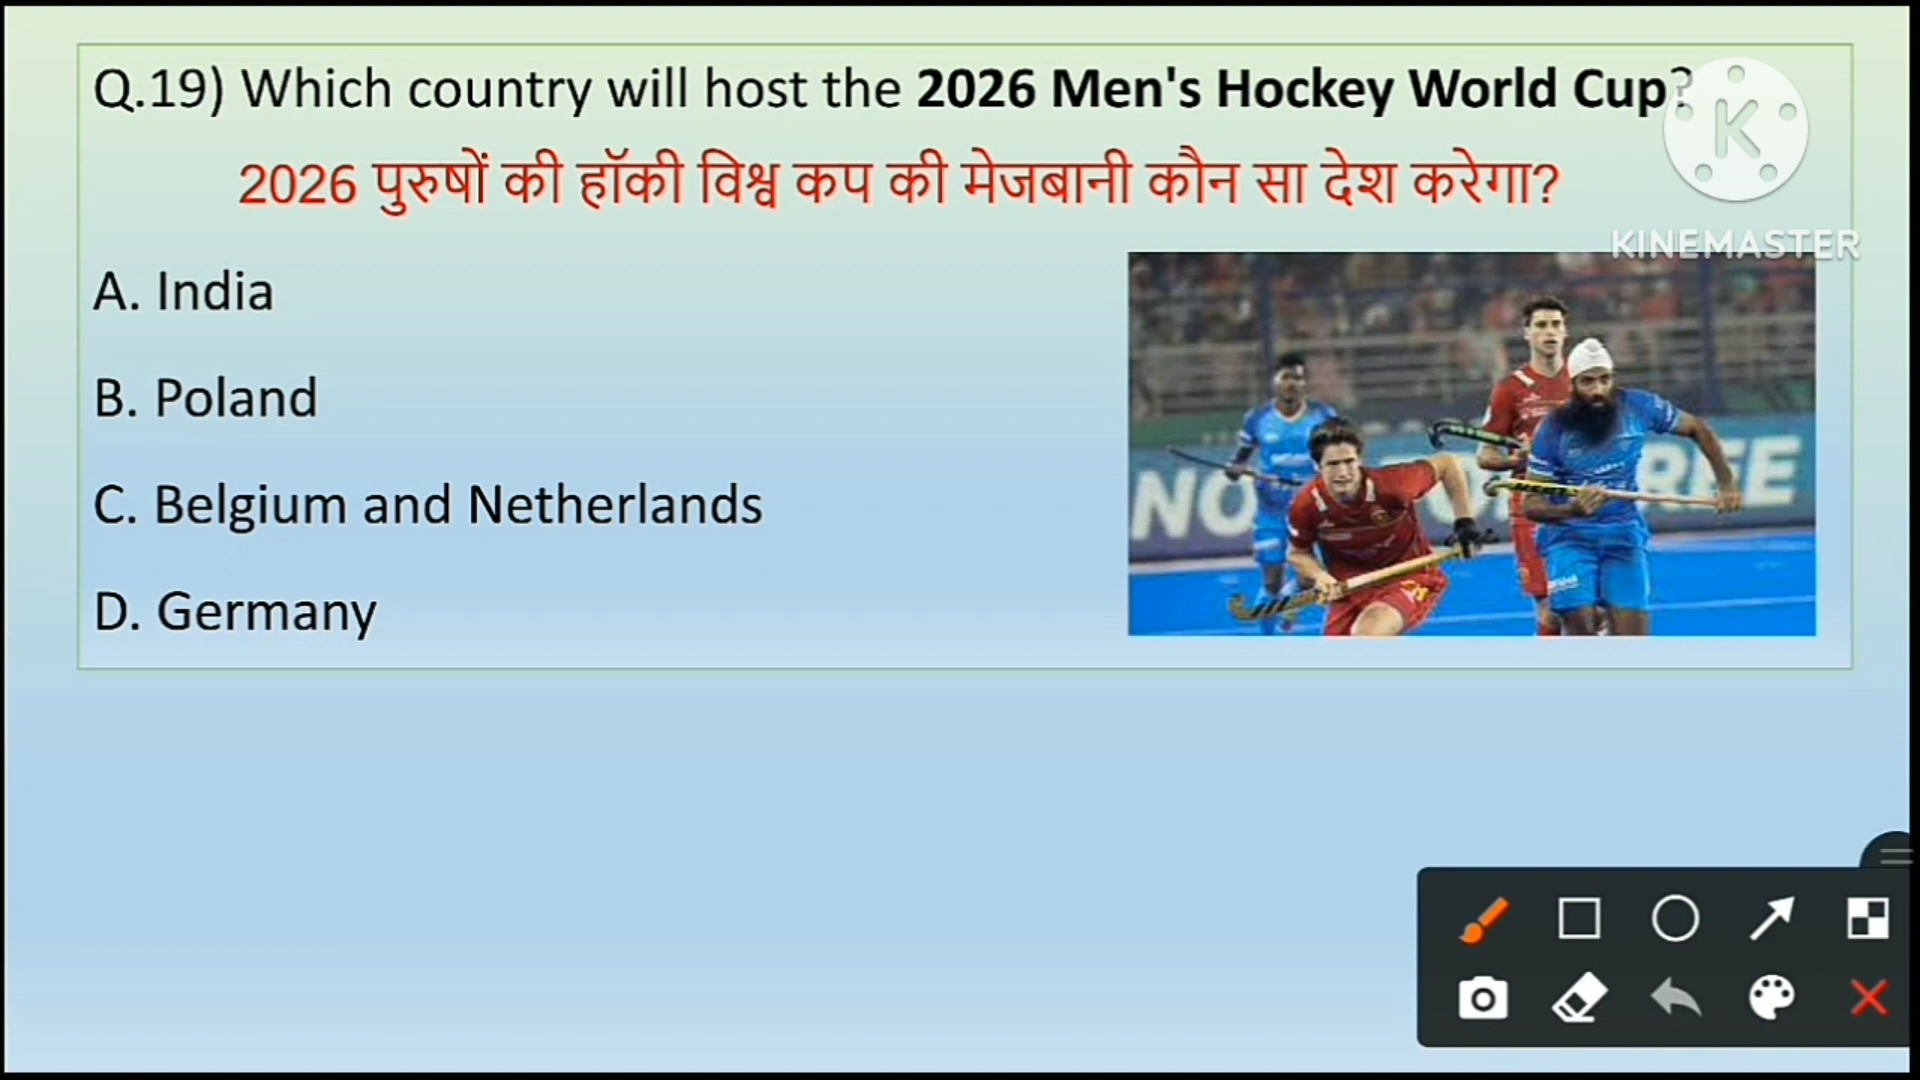 Q.19) Which country will host the 2026 Men's Hockey World Cup?
2026 पुरुषों की हॉकी विश्व कप की मेजबानी कौन सा देश करेगा?
K
KINEMASTER
A. India
B. Poland
C. Belgium and Netherlands
D. Germany